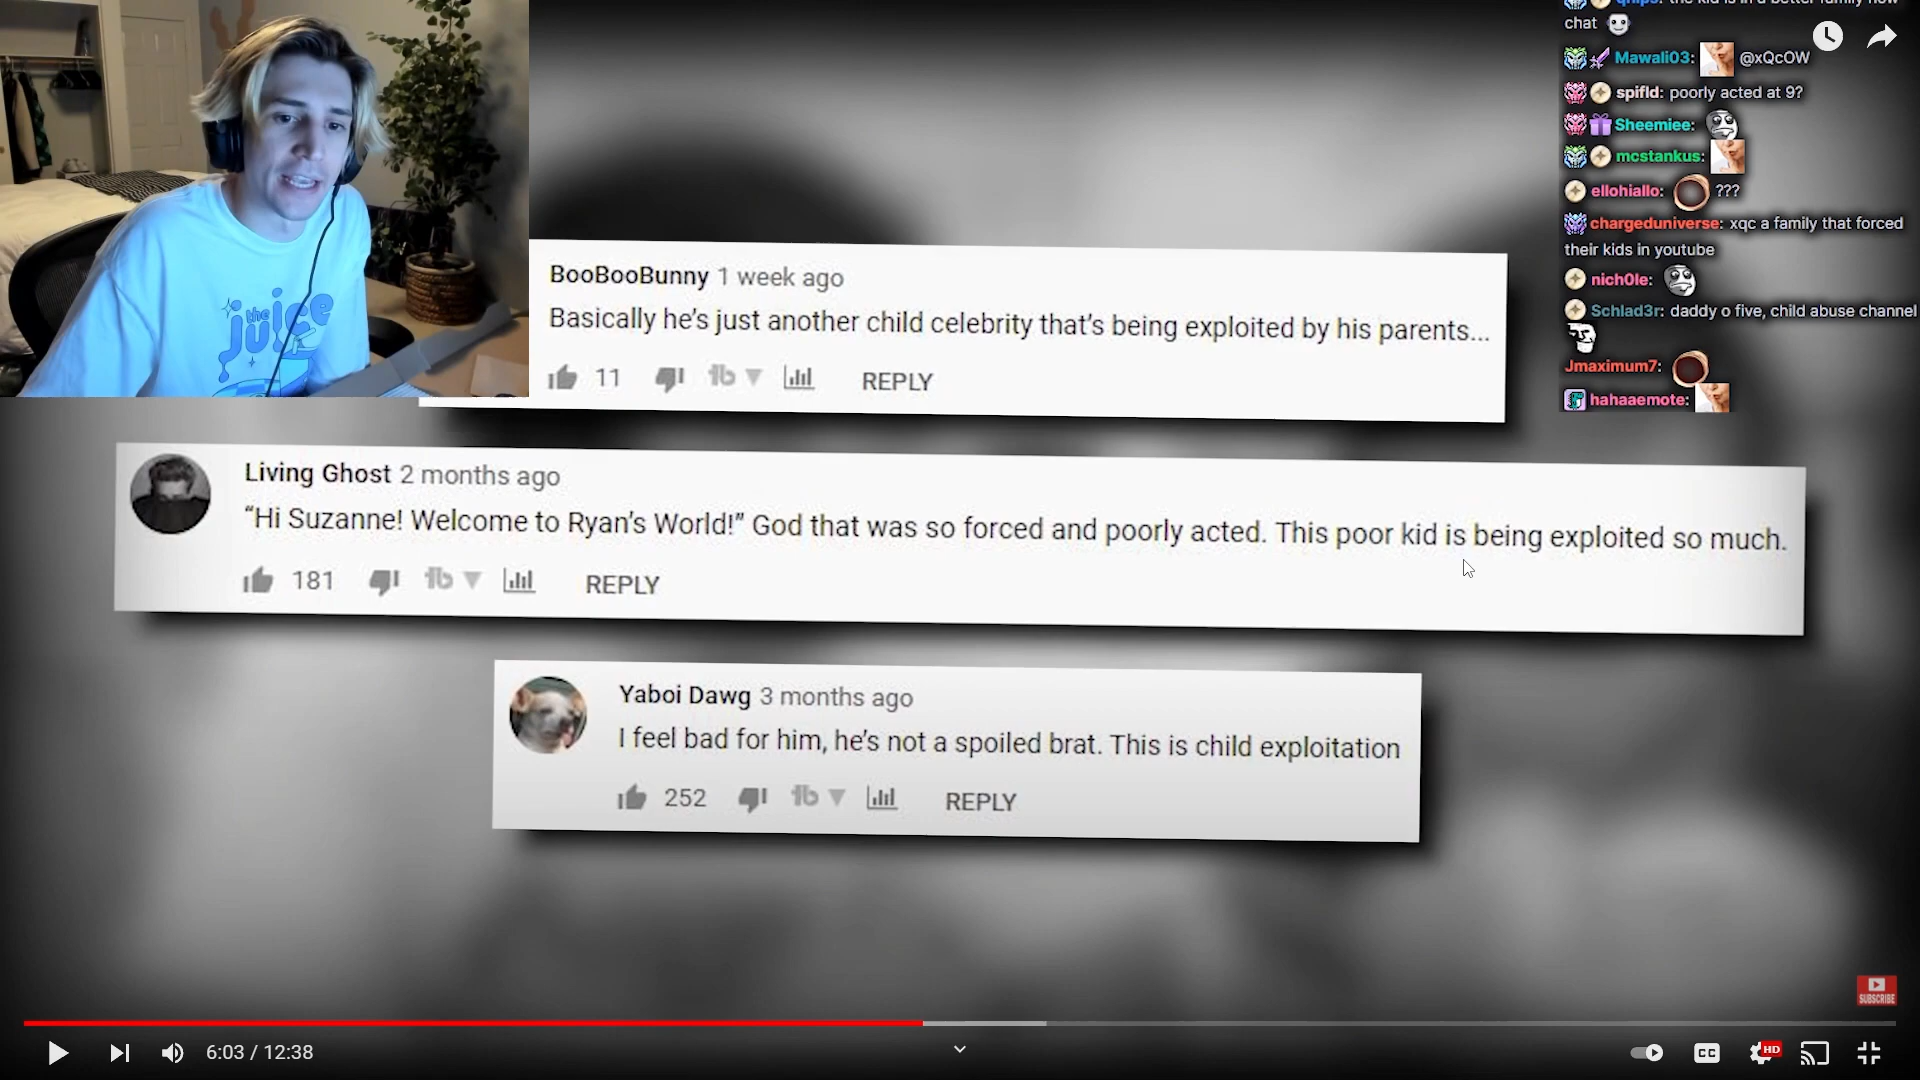 the juice
BooBooBunny 1 week ago
Basically he's just another child celebrity that's being exploited by his parents...
11 REPLY
Living Ghost 2 months ago
“Hi Suzanne! Welcome to Ryan's World!” God that was so forced and poorly acted. This poor kid is being exploited so much.
181 REPLY
Yaboi Dawg 3 months ago
I feel bad for him, he's not a spoiled brat. This is child exploitation
252 REPLY
chat
Mawali03: @xQcOW
spifld: poorly acted at 9?
Sheemiee:
mcstankus:
ellohiallo: ???
chargeduniverse: xqc a family that forced
their kids in youtube
nich0le:
Schlad3r: daddy o five, child abuse channel
Jmaximum7:
hahaaemote:
SUBSCRIBE
6:03 / 12:38
CC HD